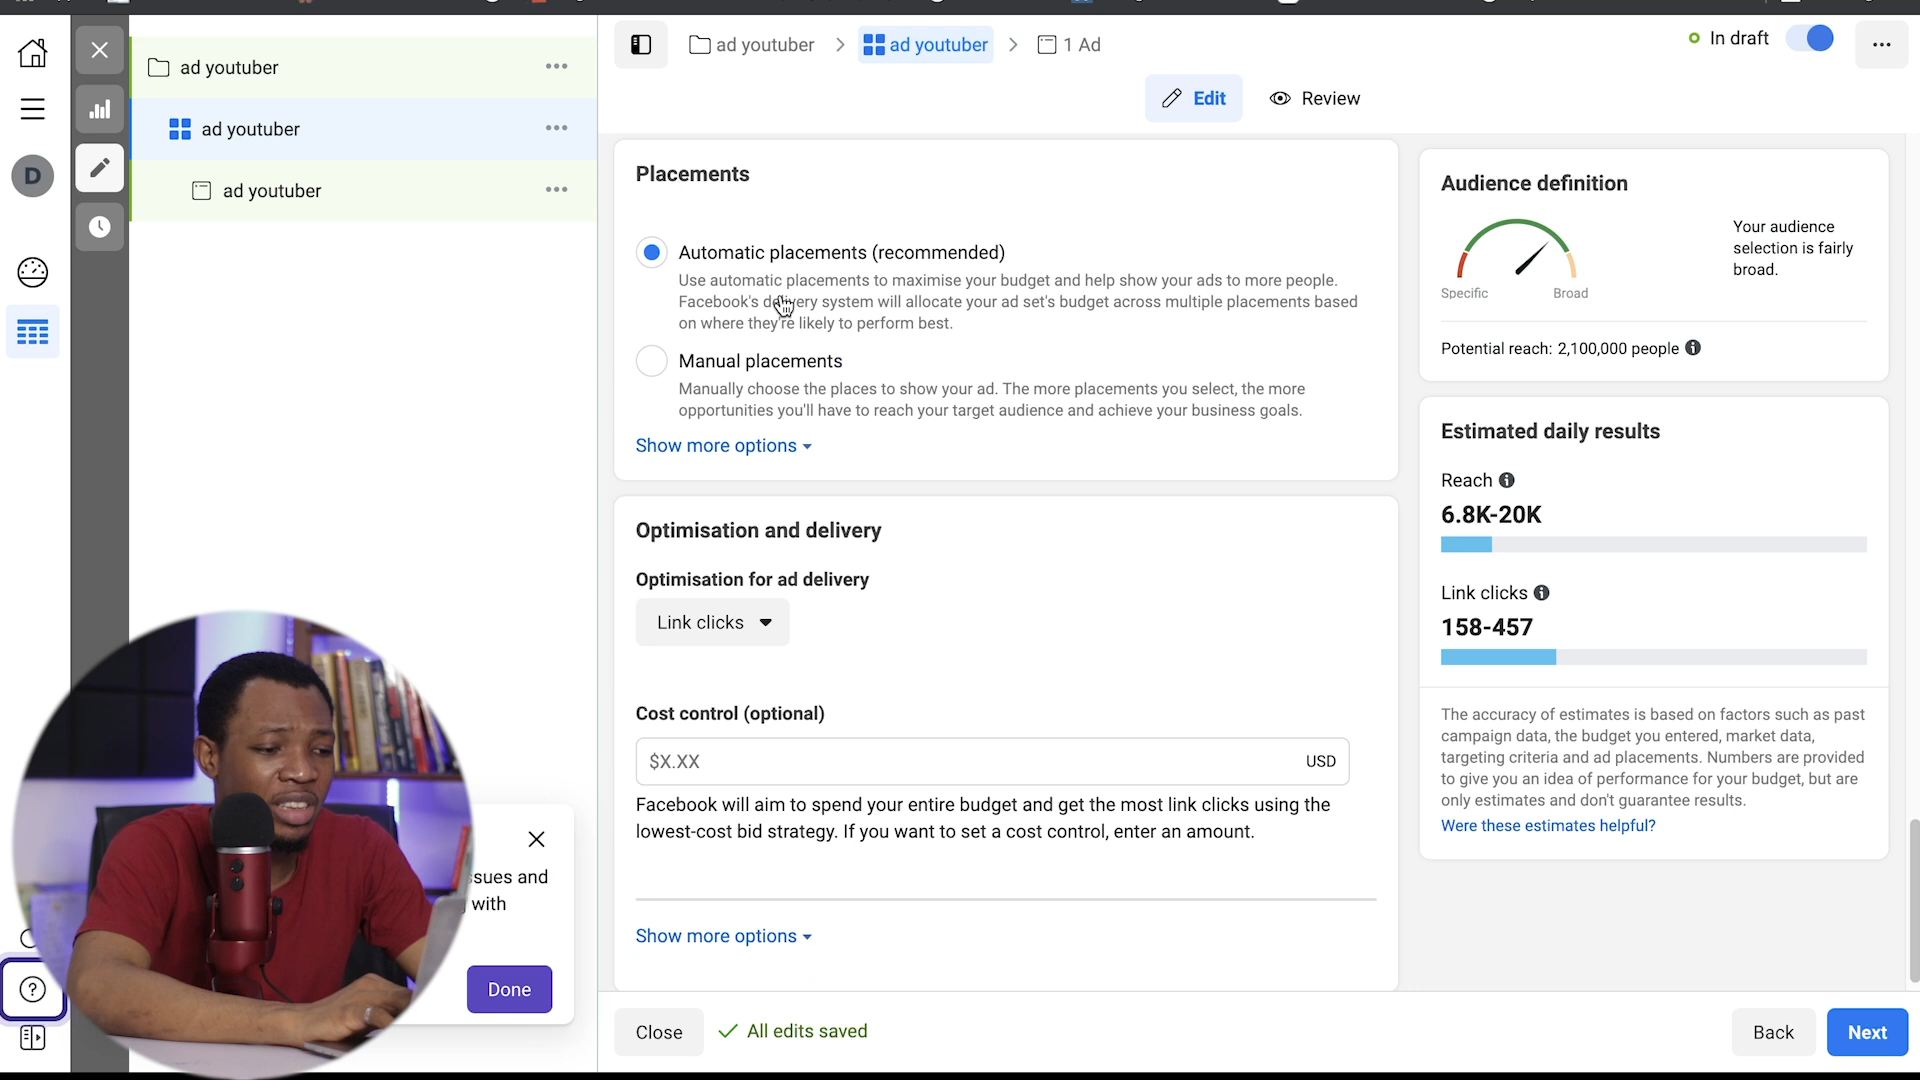 ad youtuber
ad youtuber
1 Ad
In draft
Edit
Review
D
ad youtuber
ad youtuber
ad youtuber
Placements
Automatic placements (recommended)
Use automatic placements to maximise your budget and help show your ads to more people.
Facebook's delivery system will allocate your ad set's budget across multiple placements based
on where they're likely to perform best.
Manual placements
Manually choose the places to show your ad. The more placements you select, the more
opportunities you'll have to reach your target audience and achieve your business goals.
Show more options
Optimisation and delivery
Optimisation for ad delivery
Link clicks
Cost control (optional)
$X.XX
USD
Facebook will aim to spend your entire budget and get the most link clicks using the
lowest-cost bid strategy. If you want to set a cost control, enter an amount.
Show more options
Audience definition
Specific
Broad
Your audience
selection is fairly
broad.
Potential reach: 2,100,000 people
Estimated daily results
Reach
6.8K-20K
Link clicks
158-457
The accuracy of estimates is based on factors such as past
campaign data, the budget you entered, market data,
targeting criteria and ad placements. Numbers are provided
to give you an idea of performance for your budget, but are
only estimates and don't guarantee results.
Were these estimates helpful?
ssues and
with
Done
Close
All edits saved
Back
Next